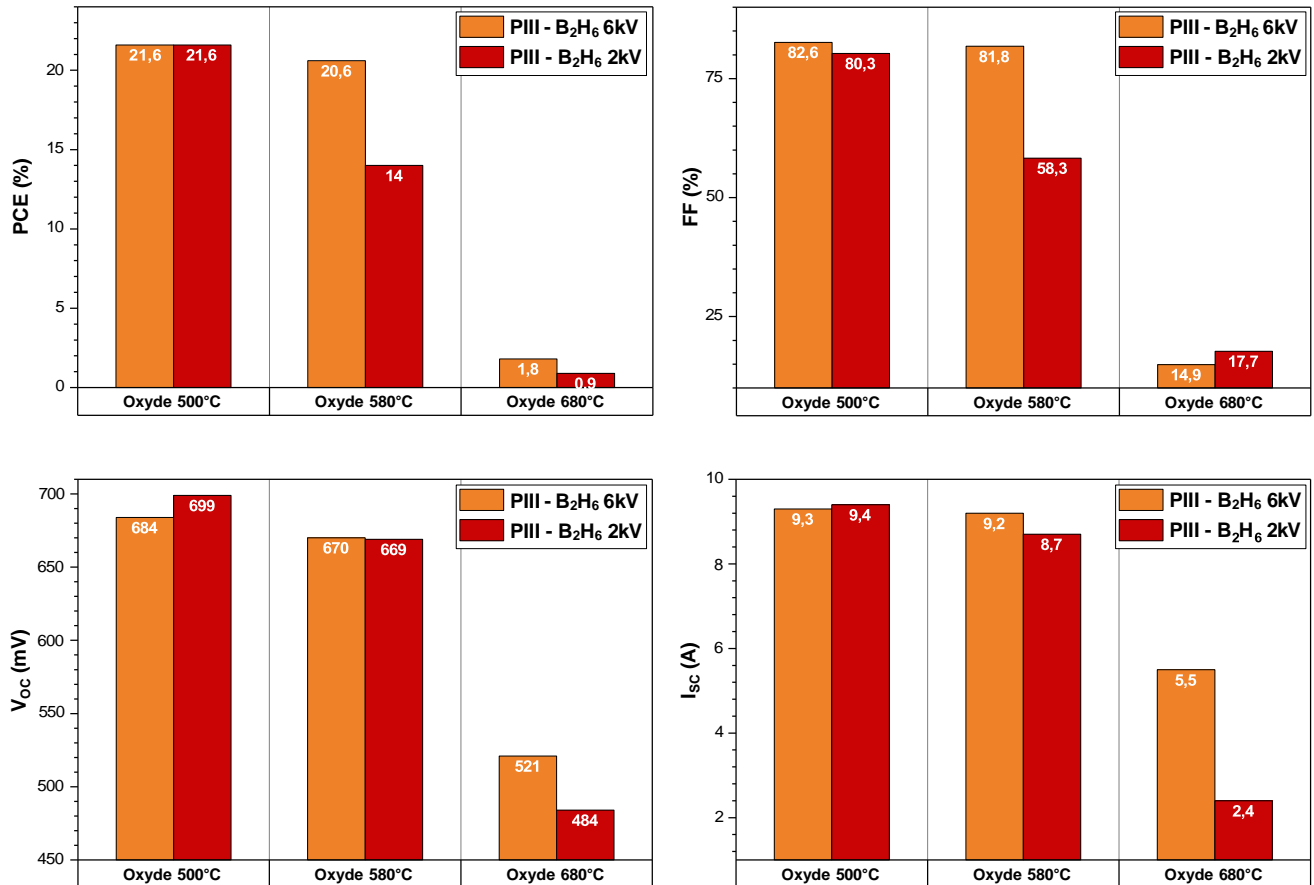 PCE (%)
20
15
10
5
0
PIII - B₂H₆ 6kV
PIII - B₂H₆ 2kV
21,6
21,6
20,6
14
1,8
0,9
Oxyde 500°C
Oxyde 580°C
Oxyde 680°C
FF (%)
75
50
25
PIII - B₂H₆ 6kV
PIII - B₂H₆ 2kV
82,6
80,3
81,8
58,3
14,9
17,7
Oxyde 500°C
Oxyde 580°C
Oxyde 680°C
V_OC (mV)
700
650
600
550
500
450
PIII - B₂H₆ 6kV
PIII - B₂H₆ 2kV
684
699
670
669
521
484
Oxyde 500°C
Oxyde 580°C
Oxyde 680°C
I_SC (A)
10
8
6
4
2
PIII - B₂H₆ 6kV
PIII - B₂H₆ 2kV
9,3
9,4
9,2
8,7
5,5
2,4
Oxyde 500°C
Oxyde 580°C
Oxyde 680°C